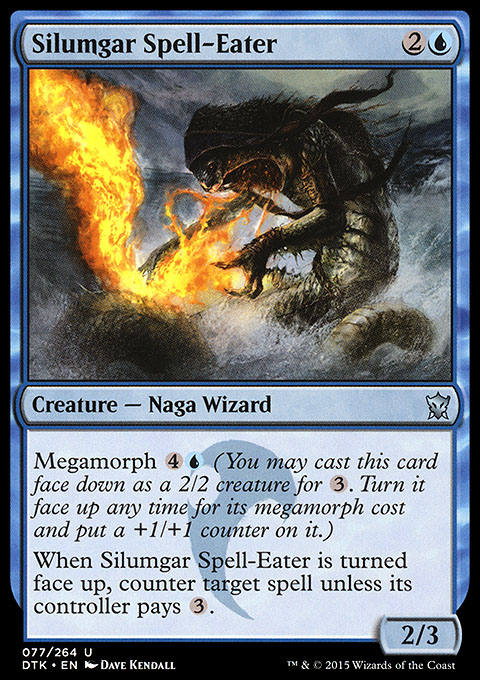 Silumgar Spell-Eater 2
Creature — Naga Wizard
Megamorph 4 (You may cast this card
face down as a 2/2 creature for 3. Turn it
face up any time for its megamorph cost
and put a +1/+1 counter on it.)
When Silumgar Spell-Eater is turned
face up, counter target spell unless its
controller pays 3.
2/3
077/264 U
DTK • EN Dave Kendall
™ & © 2015 Wizards of the Coast